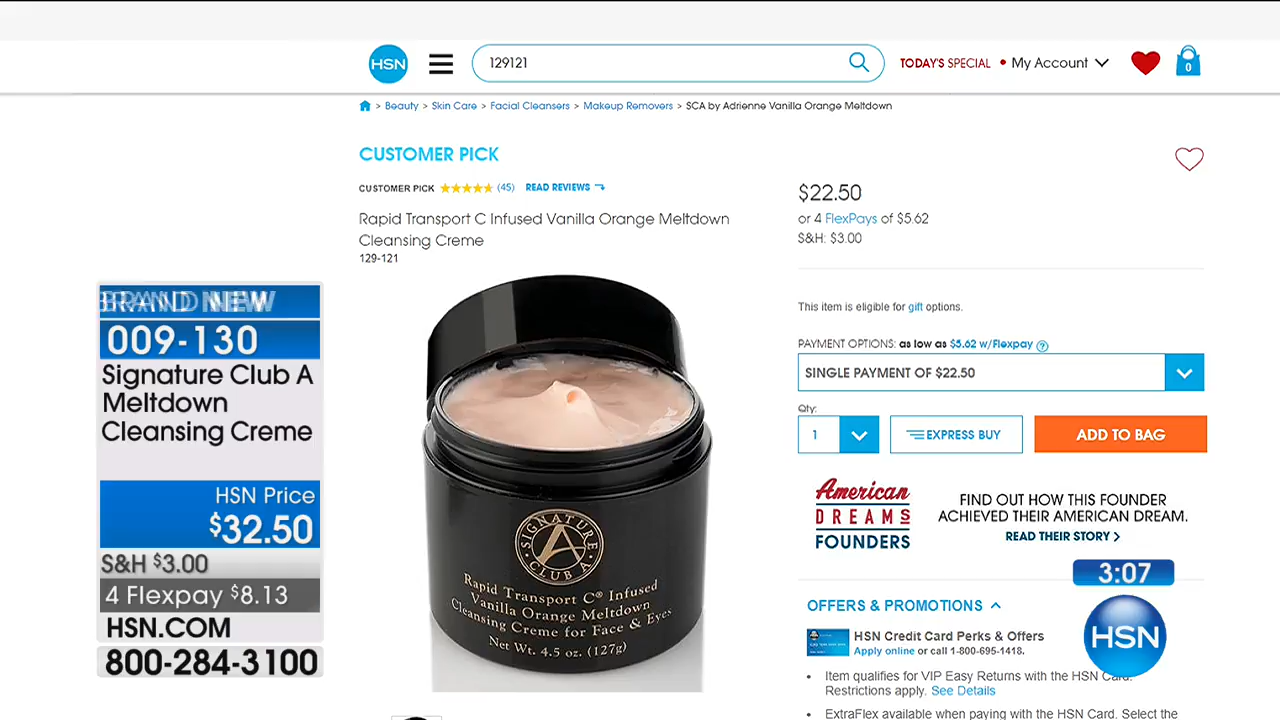 HSN
129121
TODAY'S SPECIAL • My Account
0
> Beauty > Skin Care > Facial Cleansers > Makeup Removers > SCA by Adrienne Vanilla Orange Meltdown
CUSTOMER PICK
CUSTOMER PICK (45) READ REVIEWS
Rapid Transport C Infused Vanilla Orange Meltdown
Cleansing Creme
129-121
$22.50
or 4 FlexPays of $5.62
S&H: $3.00
This item is eligible for gift options.
PAYMENT OPTIONS: as low as $5.62 w/Flexpay ?
SINGLE PAYMENT OF $22.50
Qty:
1
EXPRESS BUY
ADD TO BAG
American
DREAMS
FOUNDERS
FIND OUT HOW THIS FOUNDER
ACHIEVED THEIR AMERICAN DREAM.
READ THEIR STORY >
OFFERS & PROMOTIONS
HSN Credit Card Perks & Offers
Apply online or call 1-800-695-1418.
• Item qualifies for VIP Easy Returns with the HSN Card.
Restrictions apply. See Details
• ExtraFlex available when paying with the HSN Card. Select the
SIGNATURE
CLUB A
A
Rapid Transport C® Infused
Vanilla Orange Meltdown
Cleansing Creme for Face & Eyes
Net Wt. 4.5 oz. (127g)
BRAND NEW
009-130
Signature Club A
Meltdown
Cleansing Creme
HSN Price
$32.50
S&H $3.00
4 Flexpay $8.13
HSN.COM
800-284-3100
3:07
HSN